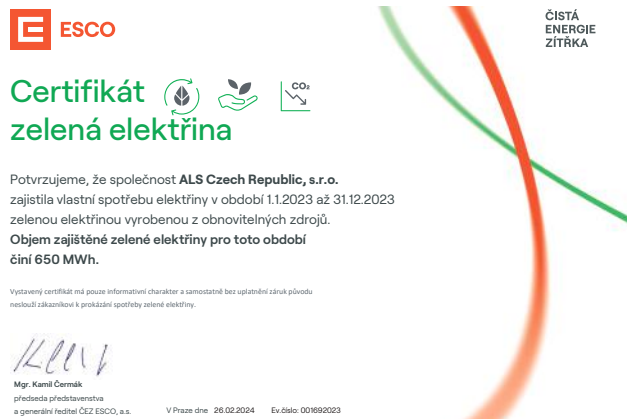 ESCO
ČISTÁ
ENERGIE
ZÍTŘKA
Certifikát
CO₂
zelená elektřina
Potvrzujeme, že společnost ALS Czech Republic, s.r.o.
zajistila vlastní spotřebu elektřiny v období 1.1.2023 až 31.12.2023
zelenou elektřinou vyrobenou z obnovitelných zdrojů.
Objem zajištěné zelené elektřiny pro toto období
činí 650 MWh.
Vystavený certifikát má pouze informativní charakter a samostatně bez uplatnění záruk původu
neslouží zákazníkovi k prokázání spotřeby zelené elektřiny.
Mgr. Kamil Čermák
předseda představenstva
a generální ředitel ČEZ ESCO, a.s.
V Praze dne 26.02.2024 Ev.číslo: 001692023